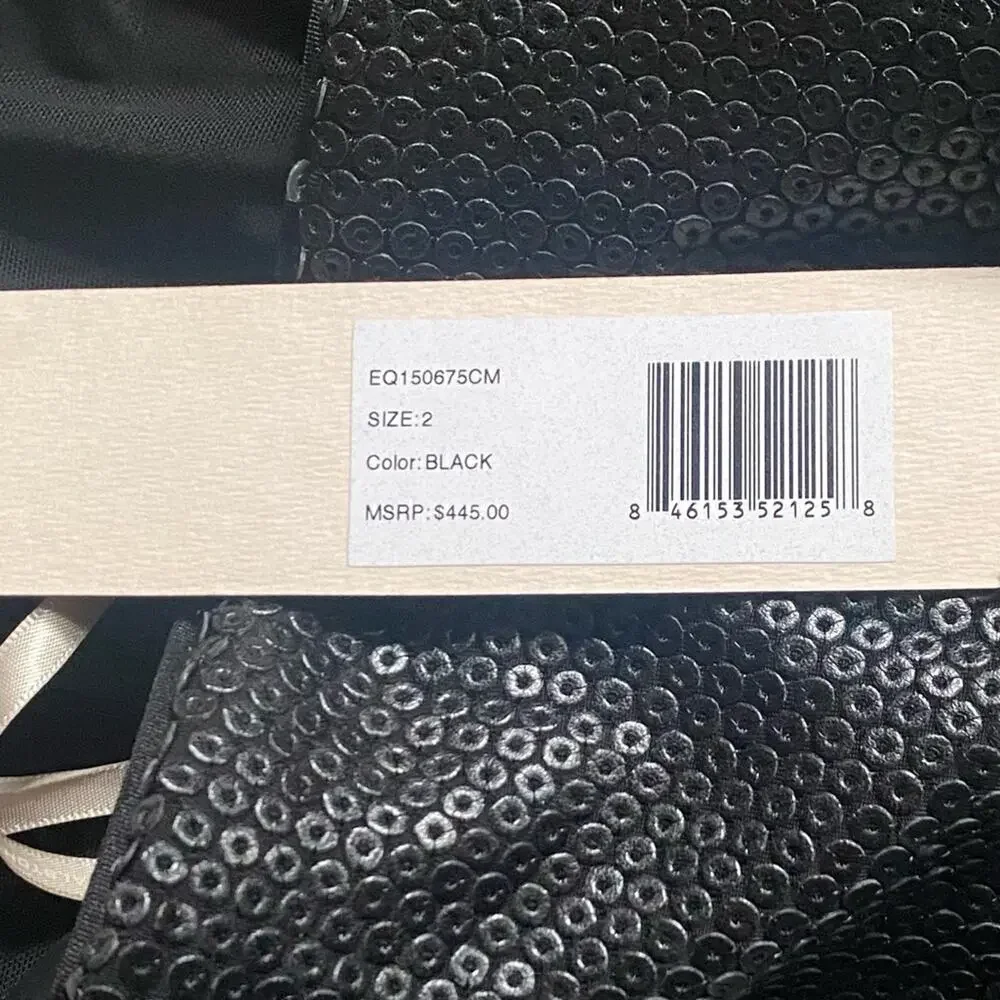 EQ150675CM
SIZE:2
Color:BLACK
MSRP:$445.00
8 46153 52125 8